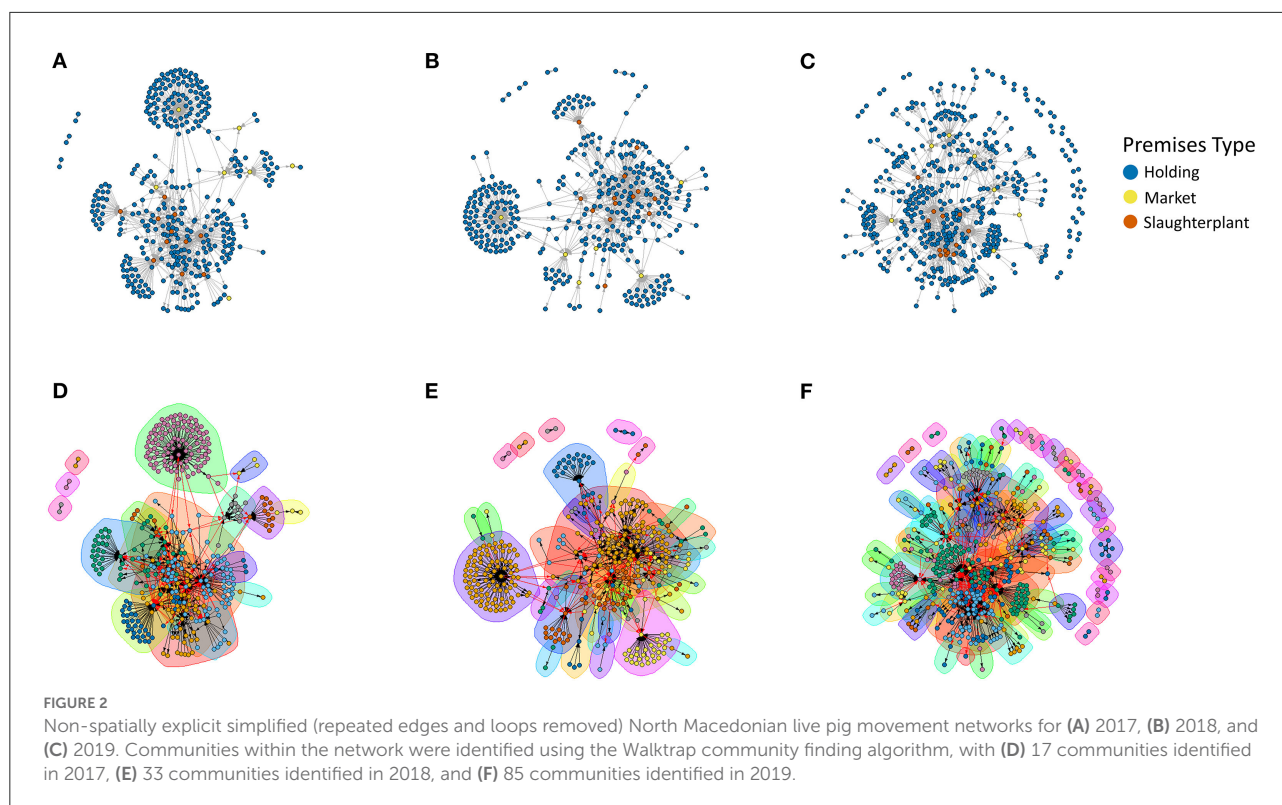 A
B
C
Premises Type
Holding
Market
Slaughterplant
D
E
F
FIGURE 2
Non-spatially explicit simplified (repeated edges and loops removed) North Macedonian live pig movement networks for (A) 2017, (B) 2018, and
(C) 2019. Communities within the network were identified using the Walktrap community finding algorithm, with (D) 17 communities identified
in 2017, (E) 33 communities identified in 2018, and (F) 85 communities identified in 2019.